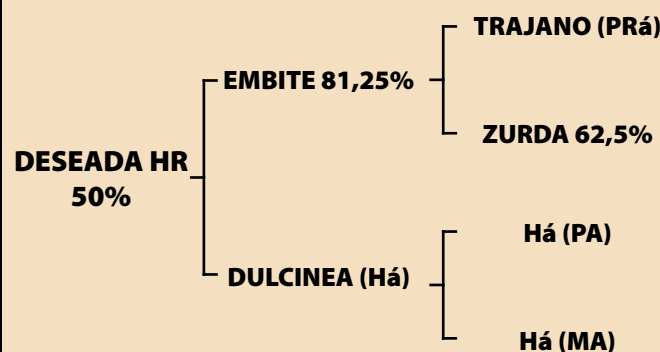 TRAJANO (PRá)
EMBITE 81,25%
ZURDA 62,5%
DESEADA HR
50%
Há (PA)
DULCINEA (Há)
Há (MA)